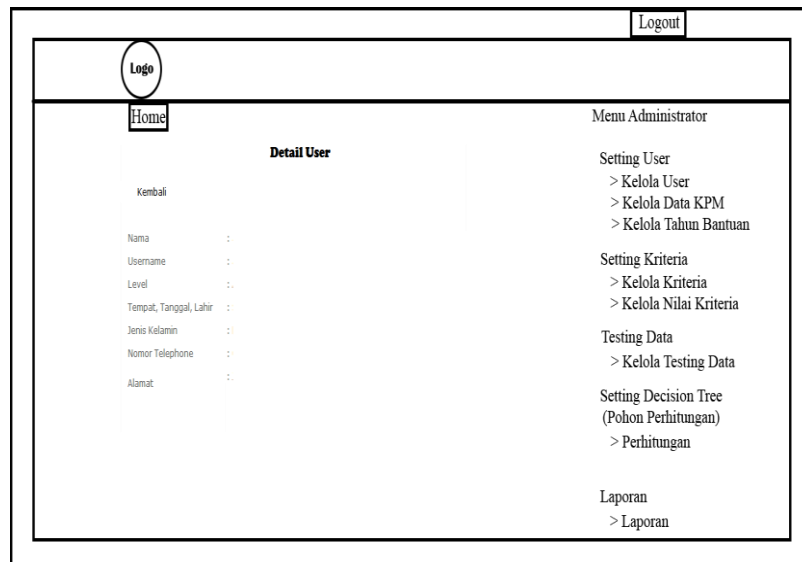 Logout
Logo
Home
Detail User
Kembali
Nama :
Username :
Level :
Tempat, Tanggal, Lahir :
Jenis Kelamin :
Nomor Telephone :
Alamat :
Menu Administrator
Setting User
> Kelola User
> Kelola Data KPM
> Kelola Tahun Bantuan
Setting Kriteria
> Kelola Kriteria
> Kelola Nilai Kriteria
Testing Data
> Kelola Testing Data
Setting Decision Tree
(Pohon Perhitungan)
> Perhitungan
Laporan
> Laporan